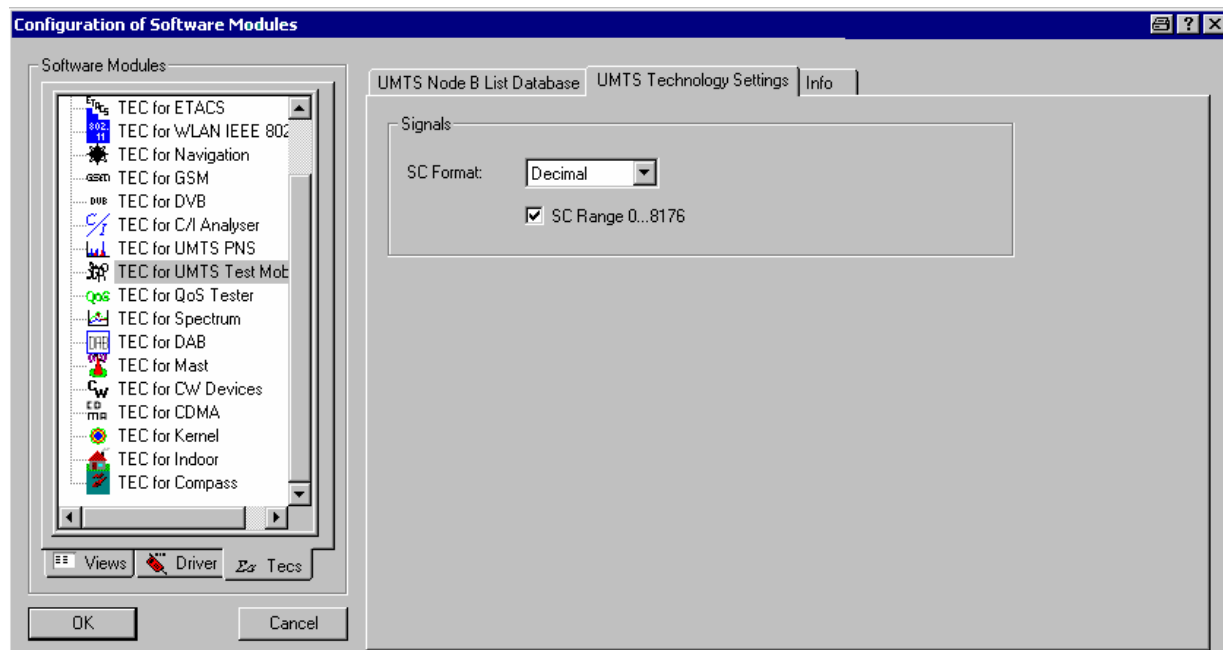 Configuration of Software Modules
Software Modules
TEC for ETACS
TEC for WLAN IEEE 802
TEC for Navigation
TEC for GSM
TEC for DVB
TEC for C/I Analyser
TEC for UMTS PNS
TEC for UMTS Test Mob
TEC for QoS Tester
TEC for Spectrum
TEC for DAB
TEC for Mast
TEC for CW Devices
TEC for CDMA
TEC for Kernel
TEC for Indoor
TEC for Compass
Views Driver Tecs
OK Cancel
UMTS Node B List Database UMTS Technology Settings Info
Signals
SC Format: Decimal
SC Range 0...8176